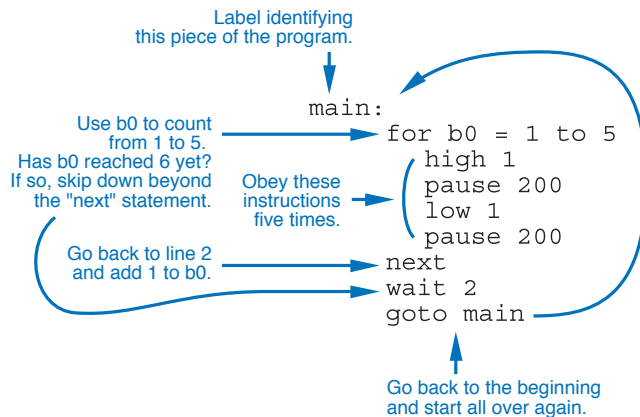 Label identifying
this piece of the program.
main:
Use b0 to count
from 1 to 5.
Has b0 reached 6 yet?
If so, skip down beyond
the "next" statement.
for b0 = 1 to 5
high 1
pause 200
low 1
pause 200
Obey these
instructions
five times.
Go back to line 2
and add 1 to b0.
next
wait 2
goto main
Go back to the beginning
and start all over again.